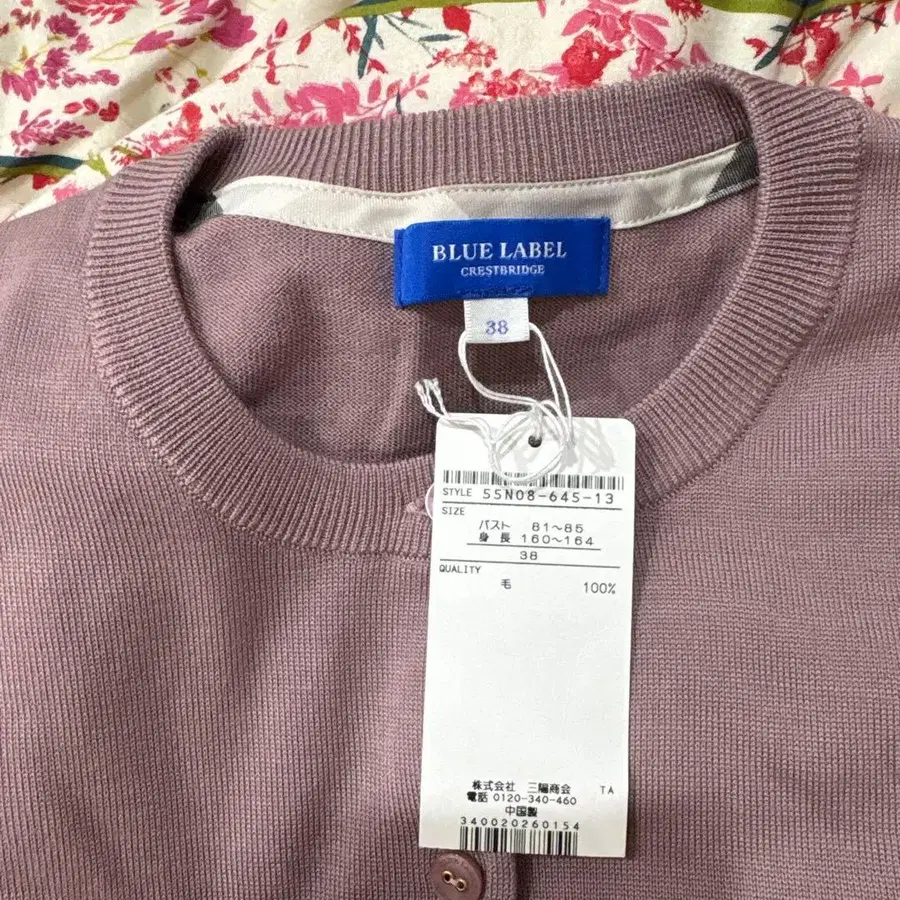 BLUE LABEL
CRESTBRIDGE
38
STYLE 55N08-645-13
SIZE
バスト 81～85
身 長 160～164
38
QUALITY
毛 100%
株式会社 三陽商会 TA
電話 0120-340-460
中国製
340020260154